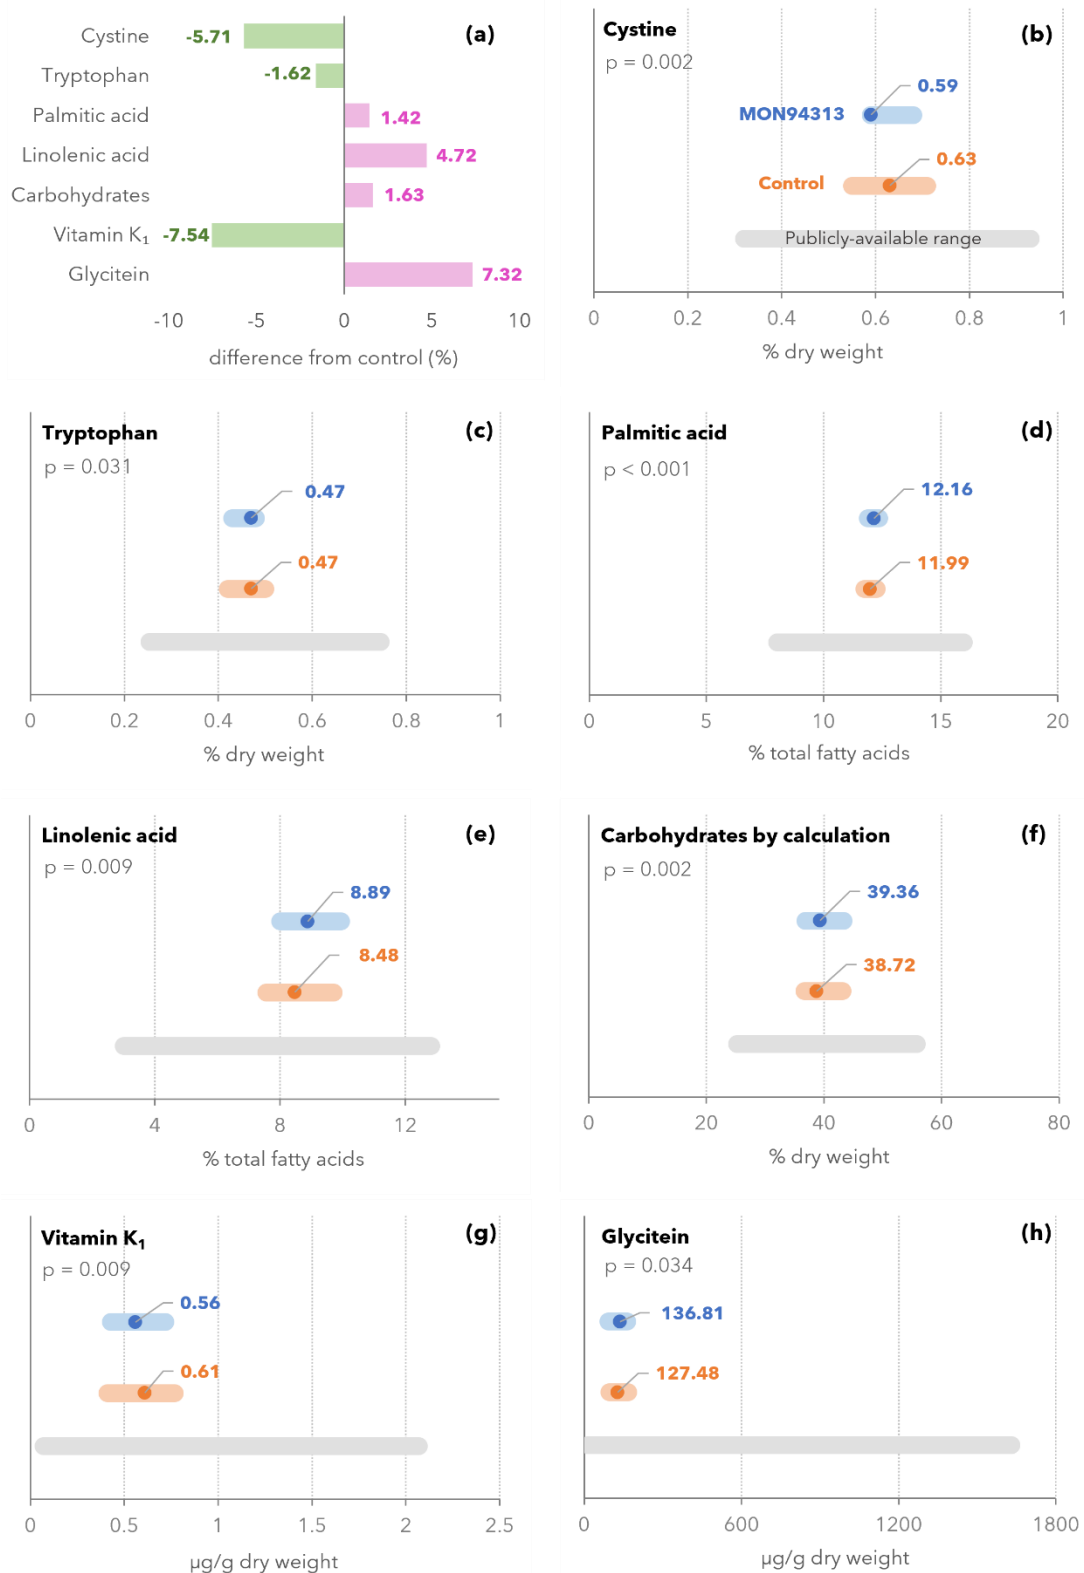 (a)
Cystine -5.71
Tryptophan -1.62
Palmitic acid 1.42
Linolenic acid 4.72
Carbohydrates 1.63
Vitamin K₁ -7.54
Glycitein 7.32
-10 -5 0 5 10
difference from control (%)
Cystine (b)
p = 0.002
0.59
MON94313
0.63
Control
Publicly-available range
0 0.2 0.4 0.6 0.8 1
% dry weight
Tryptophan (c)
p = 0.031
0.47
0.47
0 0.2 0.4 0.6 0.8 1
% dry weight
Palmitic acid (d)
p < 0.001
12.16
11.99
0 5 10 15 20
% total fatty acids
Linolenic acid (e)
p = 0.009
8.89
8.48
0 4 8 12
% total fatty acids
Carbohydrates by calculation (f)
p = 0.002
39.36
38.72
0 20 40 60 80
% dry weight
Vitamin K₁ (g)
p = 0.009
0.56
0.61
0 0.5 1 1.5 2 2.5
µg/g dry weight
Glycitein (h)
p = 0.034
136.81
127.48
0 600 1200 1800
µg/g dry weight